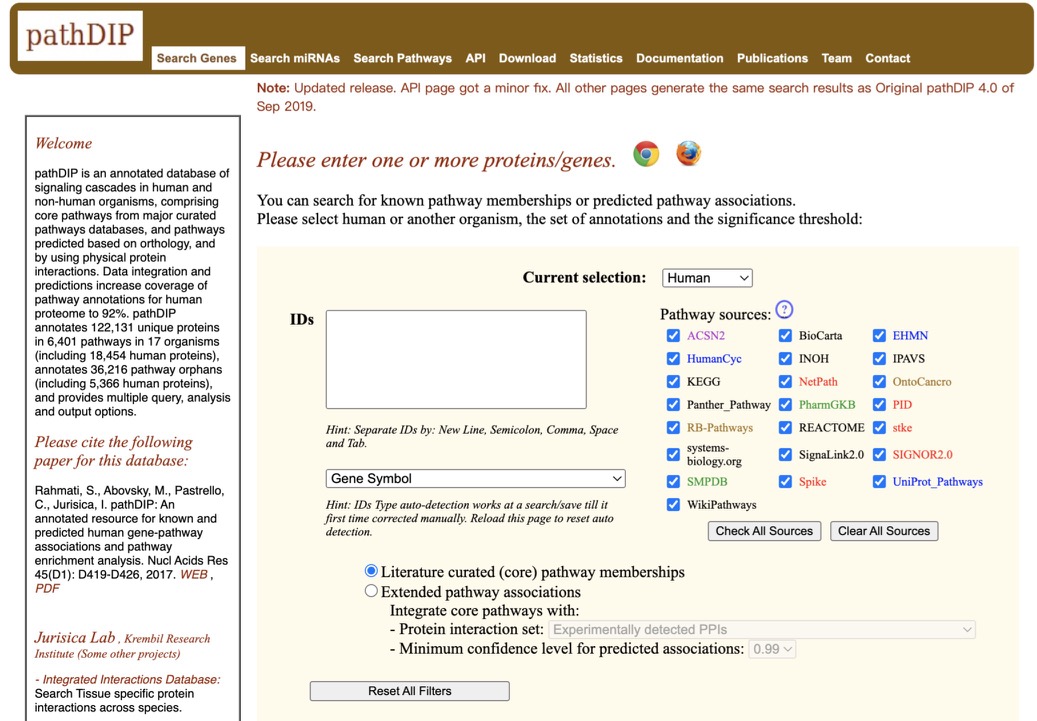 pathDIP
Search Genes Search miRNAs Search Pathways API Download Statistics Documentation Publications Team Contact
Note: Updated release. API page got a minor fix. All other pages generate the same search results as Original pathDIP 4.0 of
Sep 2019.
Welcome
pathDIP is an annotated database of
signaling cascades in human and
non-human organisms, comprising
core pathways from major curated
pathways databases, and pathways
predicted based on orthology, and
by using physical protein
interactions. Data integration and
predictions increase coverage of
pathway annotations for human
proteome to 92%. pathDIP
annotates 122,131 unique proteins
in 6,401 pathways in 17 organisms
(including 18,454 human proteins),
annotates 36,216 pathway orphans
(including 5,366 human proteins),
and provides multiple query, analysis
and output options.
Please cite the following
paper for this database:
Rahmati, S., Abovsky, M., Pastrello,
C., Jurisica, I. pathDIP: An
annotated resource for known and
predicted human gene-pathway
associations and pathway
enrichment analysis. Nucl Acids Res
45(D1): D419-D426, 2017. WEB ,
PDF
Jurisica Lab , Krembil Research
Institute (Some other projects)
- Integrated Interactions Database:
Search Tissue specific protein
interactions across species.
Please enter one or more proteins/genes.
You can search for known pathway memberships or predicted pathway associations.
Please select human or another organism, the set of annotations and the significance threshold:
Current selection: Human
IDs
Hint: Separate IDs by: New Line, Semicolon, Comma, Space
and Tab.
Gene Symbol
Hint: IDs Type auto-detection works at a search/save till it
first time corrected manually. Reload this page to reset auto
detection.
Pathway sources: ?
ACSN2 BioCarta EHMN
HumanCyc INOH IPAVS
KEGG NetPath OntoCancro
Panther_Pathway PharmGKB PID
RB-Pathways REACTOME stke
systems-
biology.org SignaLink2.0 SIGNOR2.0
SMPDB Spike UniProt_Pathways
WikiPathways
Check All Sources Clear All Sources
Literature curated (core) pathway memberships
Extended pathway associations
Integrate core pathways with:
- Protein interaction set: Experimentally detected PPIs
- Minimum confidence level for predicted associations: 0.99
Reset All Filters